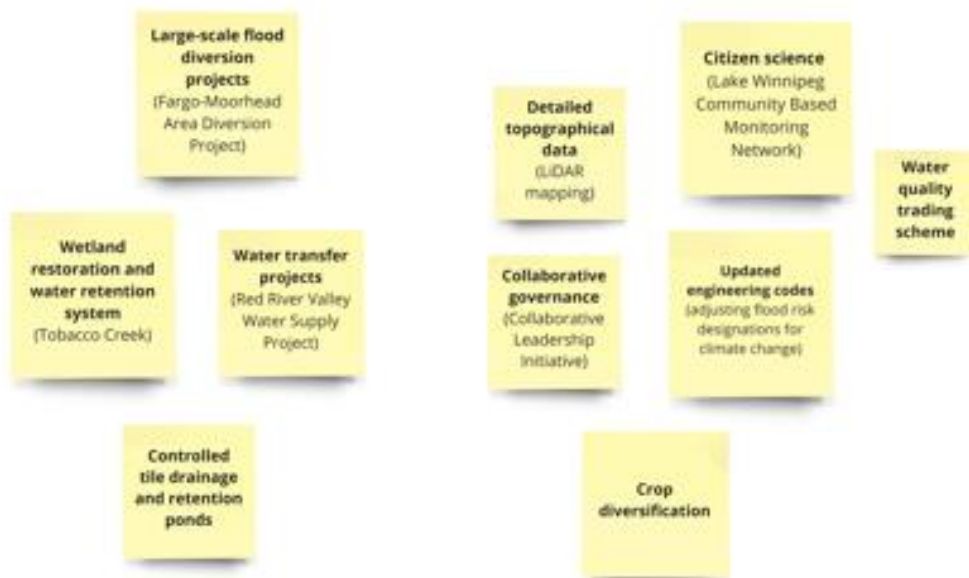 Large-scale flood
diversion
projects
(Fargo-Moorhead
Area Diversion
Project)
Wetland
restoration and
water retention
system
(Tobacco Creek)
Water transfer
projects
(Red River Valley
Water Supply
Project)
Controlled
tile drainage
and retention
ponds
Detailed
topographical
data
(LiDAR
mapping)
Citizen science
(Lake Winnipeg
Community Based
Monitoring
Network)
Water
quality
trading
scheme
Collaborative
governance
(Collaborative
Leadership
Initiative)
Updated
engineering codes
(adjusting flood risk
designations for
climate change)
Crop
diversification